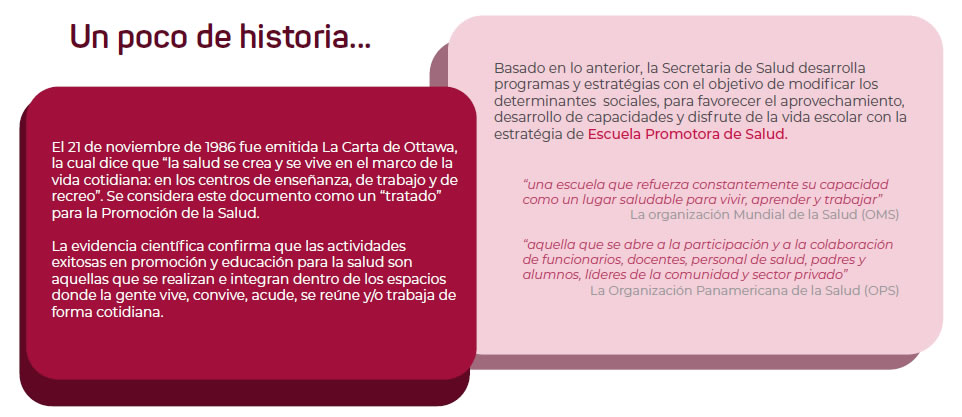 Un poco de historia...
El 21 de noviembre de 1986 fue emitida La Carta de Ottawa,
la cual dice que “la salud se crea y se vive en el marco de la
vida cotidiana: en los centros de enseñanza, de trabajo y de
recreo”. Se considera este documento como un “tratado”
para la Promoción de la Salud.
La evidencia científica confirma que las actividades
exitosas en promoción y educación para la salud son
aquellas que se realizan e integran dentro de los espacios
donde la gente vive, convive, acude, se reúne y/o trabaja de
forma cotidiana.
Basado en lo anterior, la Secretaria de Salud desarrolla
programas y estratégias con el objetivo de modificar los
determinantes sociales, para favorecer el aprovechamiento,
desarrollo de capacidades y disfrute de la vida escolar con la
estratégia de Escuela Promotora de Salud.
“una escuela que refuerza constantemente su capacidad
como un lugar saludable para vivir, aprender y trabajar”
La organización Mundial de la Salud (OMS)
“aquella que se abre a la participación y a la colaboración
de funcionarios, docentes, personal de salud, padres y
alumnos, líderes de la comunidad y sector privado”
La Organización Panamericana de la Salud (OPS)